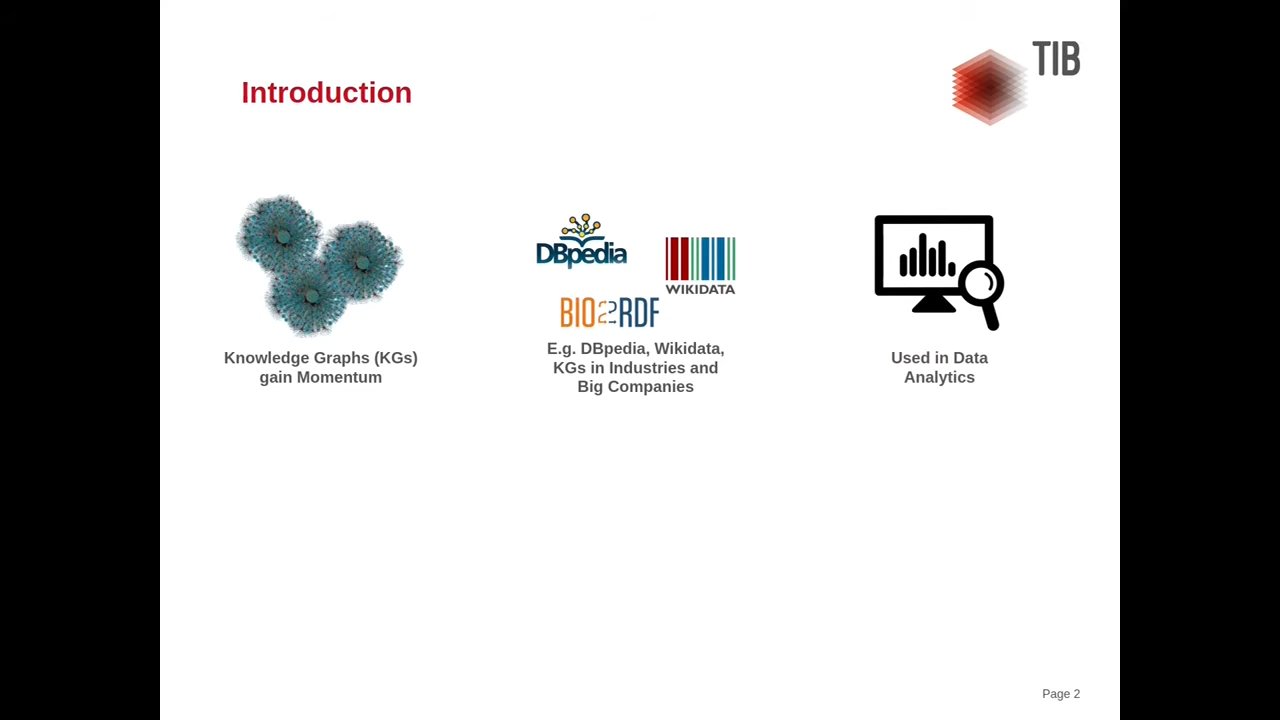 TIB
Introduction
DBpedia
WIKIDATA
BIO2RDF
Knowledge Graphs (KGs)
gain Momentum
E.g. DBpedia, Wikidata,
KGs in Industries and
Big Companies
Used in Data
Analytics
Page 2